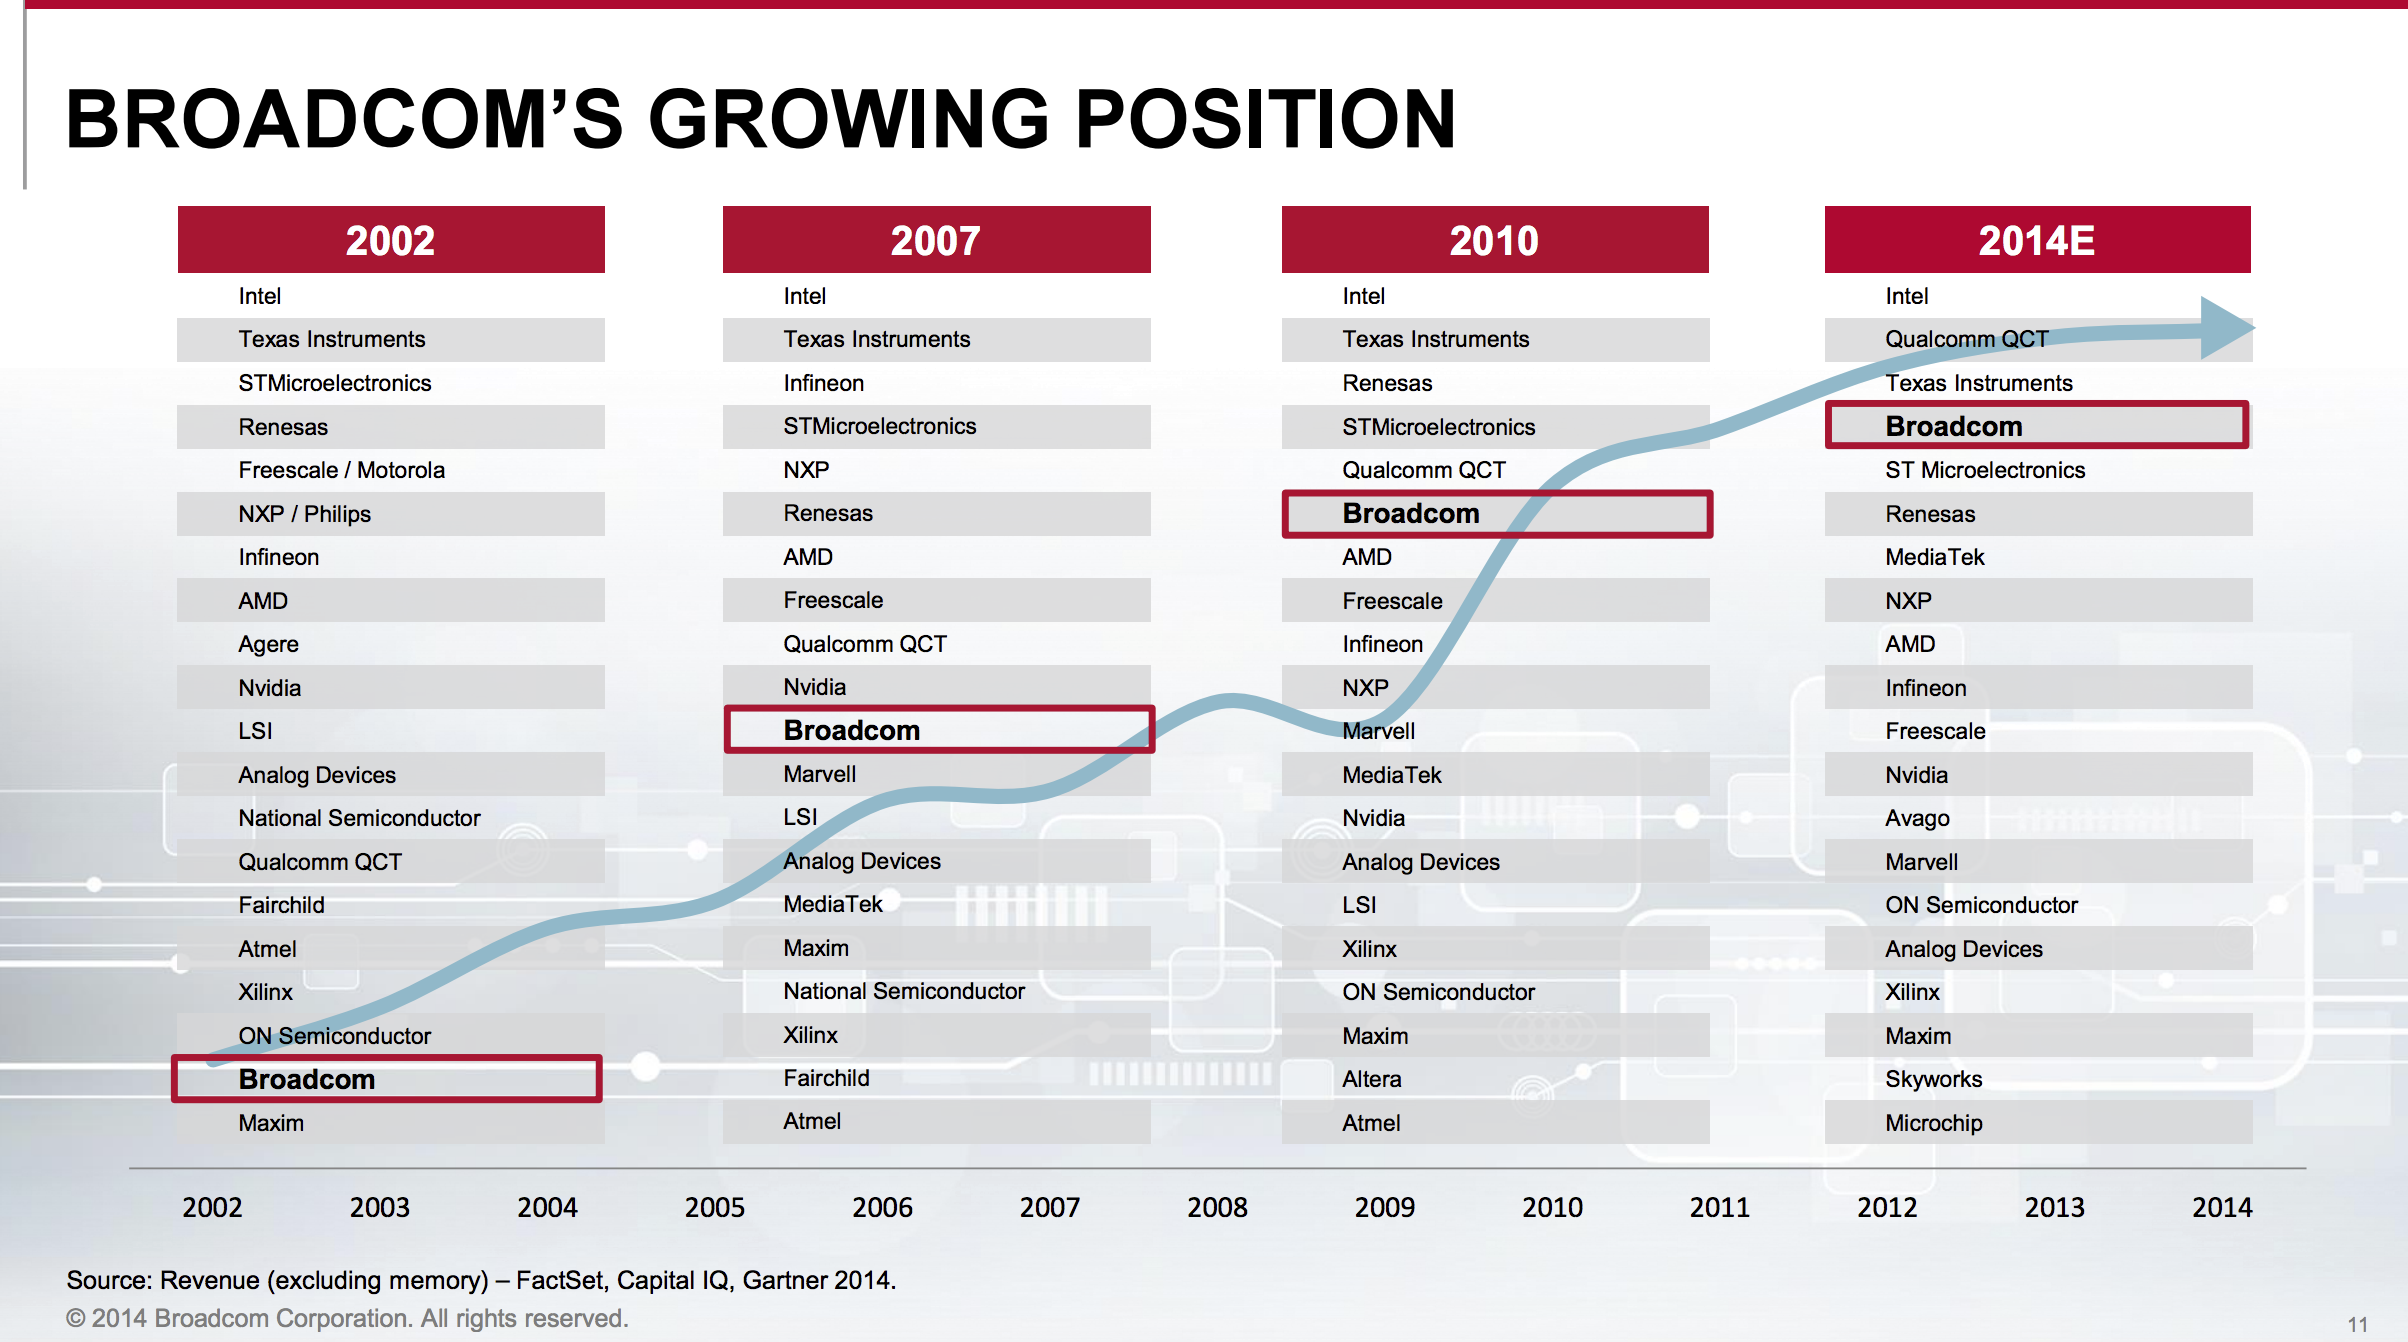 BROADCOM’S GROWING POSITION
2002
Intel
Texas Instruments
STMicroelectronics
Renesas
Freescale / Motorola
NXP / Philips
Infineon
AMD
Agere
Nvidia
LSI
Analog Devices
National Semiconductor
Qualcomm QCT
Fairchild
Atmel
Xilinx
ON Semiconductor
Broadcom
Maxim
2007
Intel
Texas Instruments
Infineon
STMicroelectronics
NXP
Renesas
AMD
Freescale
Qualcomm QCT
Nvidia
Broadcom
Marvell
LSI
Analog Devices
MediaTek
Maxim
National Semiconductor
Xilinx
Fairchild
Atmel
2010
Intel
Texas Instruments
Renesas
STMicroelectronics
Qualcomm QCT
Broadcom
AMD
Freescale
Infineon
NXP
Marvell
MediaTek
Nvidia
Analog Devices
LSI
Xilinx
ON Semiconductor
Maxim
Altera
Atmel
2014E
Intel
Qualcomm QCT
Texas Instruments
Broadcom
ST Microelectronics
Renesas
MediaTek
NXP
AMD
Infineon
Freescale
Nvidia
Avago
Marvell
ON Semiconductor
Analog Devices
Xilinx
Maxim
Skyworks
Microchip
2002 2003 2004 2005 2006 2007 2008 2009 2010 2011 2012 2013 2014
Source: Revenue (excluding memory) – FactSet, Capital IQ, Gartner 2014.
© 2014 Broadcom Corporation. All rights reserved.
11